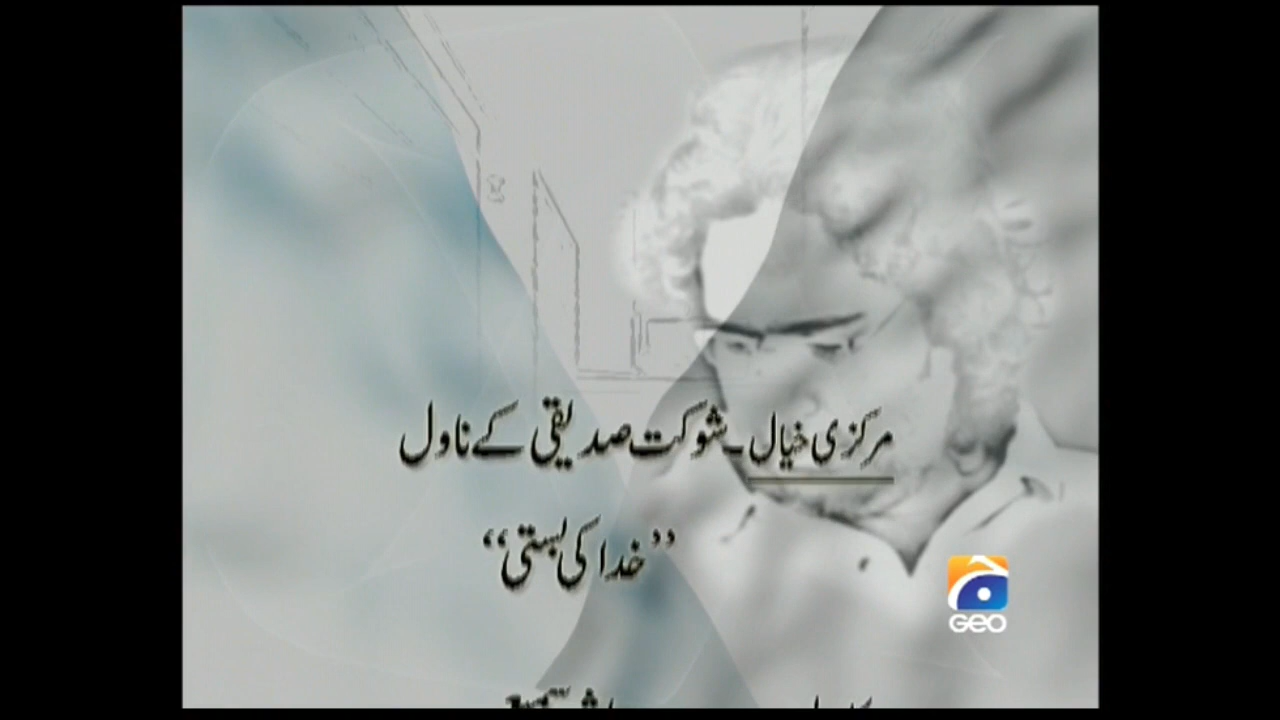 مرکزی خیال۔شوکت صدیقی کے ناول
”خدا کی بستی“
GEO